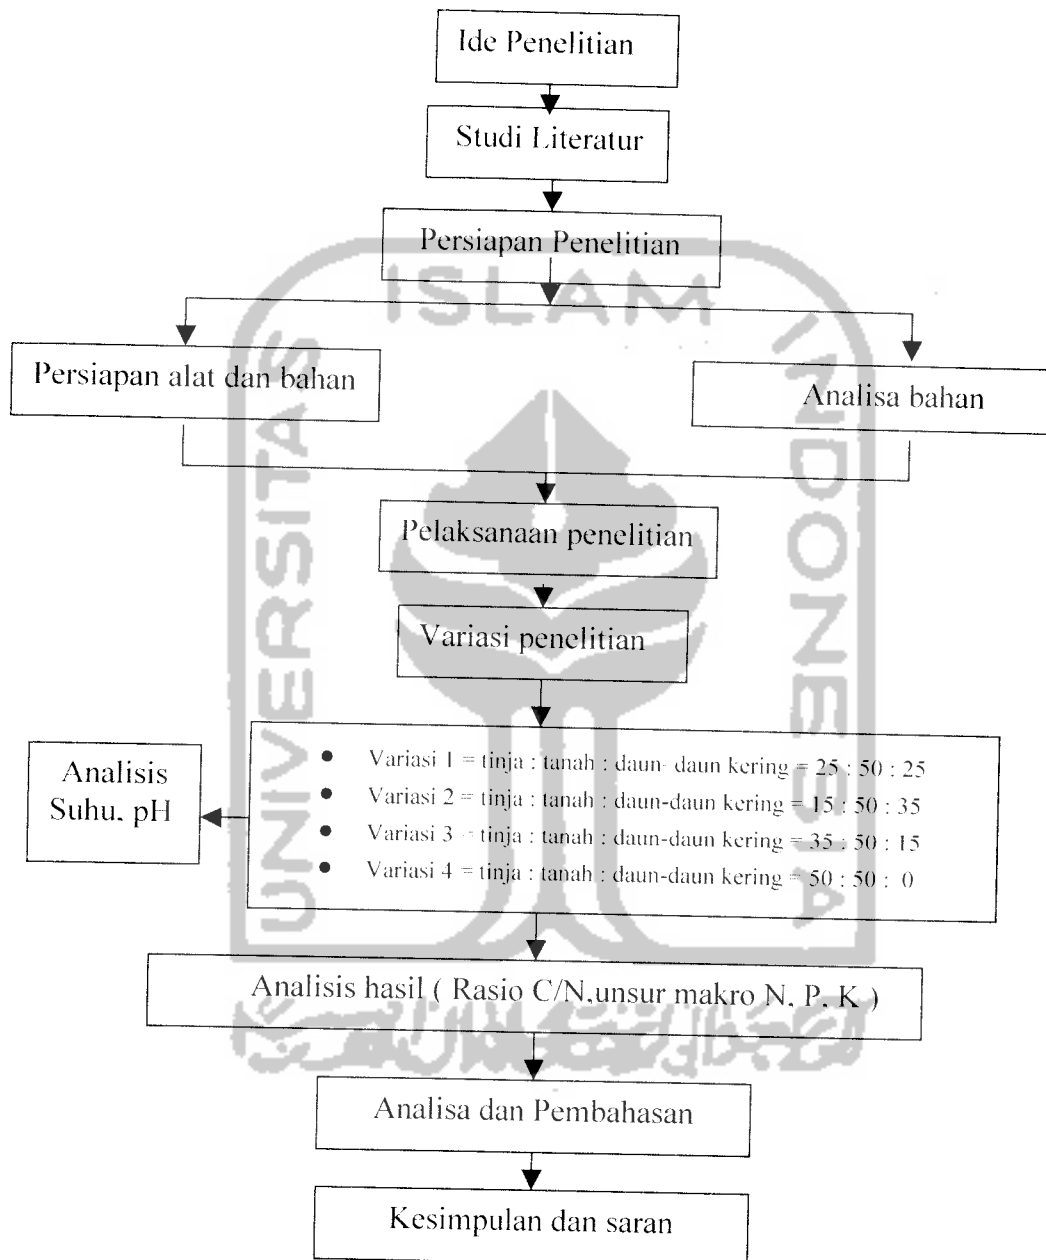 Ide Penelitian
Studi Literatur
Persiapan Penelitian
Persiapan alat dan bahan
Analisa bahan
Pelaksanaan penelitian
Variasi penelitian
Analisis
Suhu, pH
• Variasi 1 = tinja : tanah : daun- daun kering = 25 : 50 : 25
• Variasi 2 = tinja : tanah : daun-daun kering = 15 : 50 : 35
• Variasi 3 = tinja : tanah : daun-daun kering = 35 : 50 : 15
• Variasi 4 = tinja : tanah : daun-daun kering = 50 : 50 : 0
Analisis hasil ( Rasio C/N,unsur makro N, P, K )
Analisa dan Pembahasan
Kesimpulan dan saran
UNIVERSITAS
ISLAM
INDONESIA